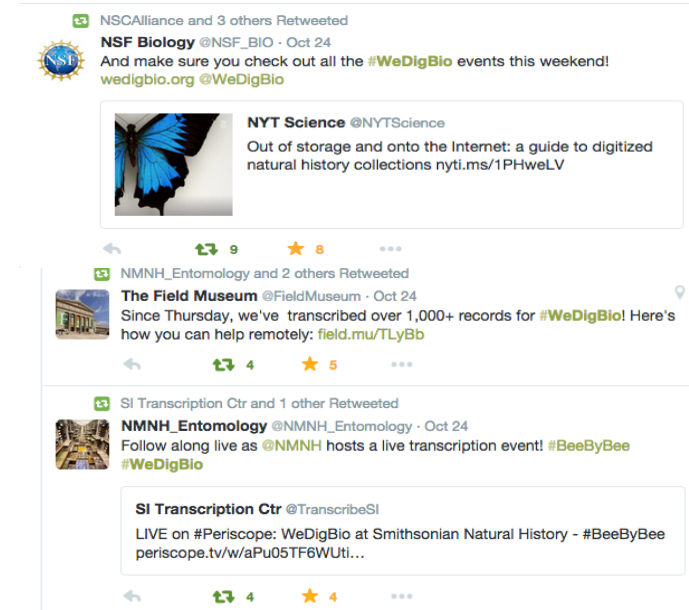 NSCAlliance and 3 others Retweeted
NSF Biology @NSF_BIO · Oct 24
And make sure you check out all the #WeDigBio events this weekend!
wedigbio.org @WeDigBio
NSF
NYT Science @NYTScience
Out of storage and onto the Internet: a guide to digitized
natural history collections nyti.ms/1PHweLV
9 8
NMNH_Entomology and 2 others Retweeted
The Field Museum @FieldMuseum · Oct 24
Since Thursday, we've transcribed over 1,000+ records for #WeDigBio! Here's
how you can help remotely: field.mu/TLyBb
4 5
SI Transcription Ctr and 1 other Retweeted
NMNH_Entomology @NMNH_Entomology · Oct 24
Follow along live as @NMNH hosts a live transcription event! #BeeByBee
#WeDigBio
SI Transcription Ctr @TranscribeSI
LIVE on #Periscope: WeDigBio at Smithsonian Natural History - #BeeByBee
periscope.tv/w/aPu05TF6WUti...
4 4